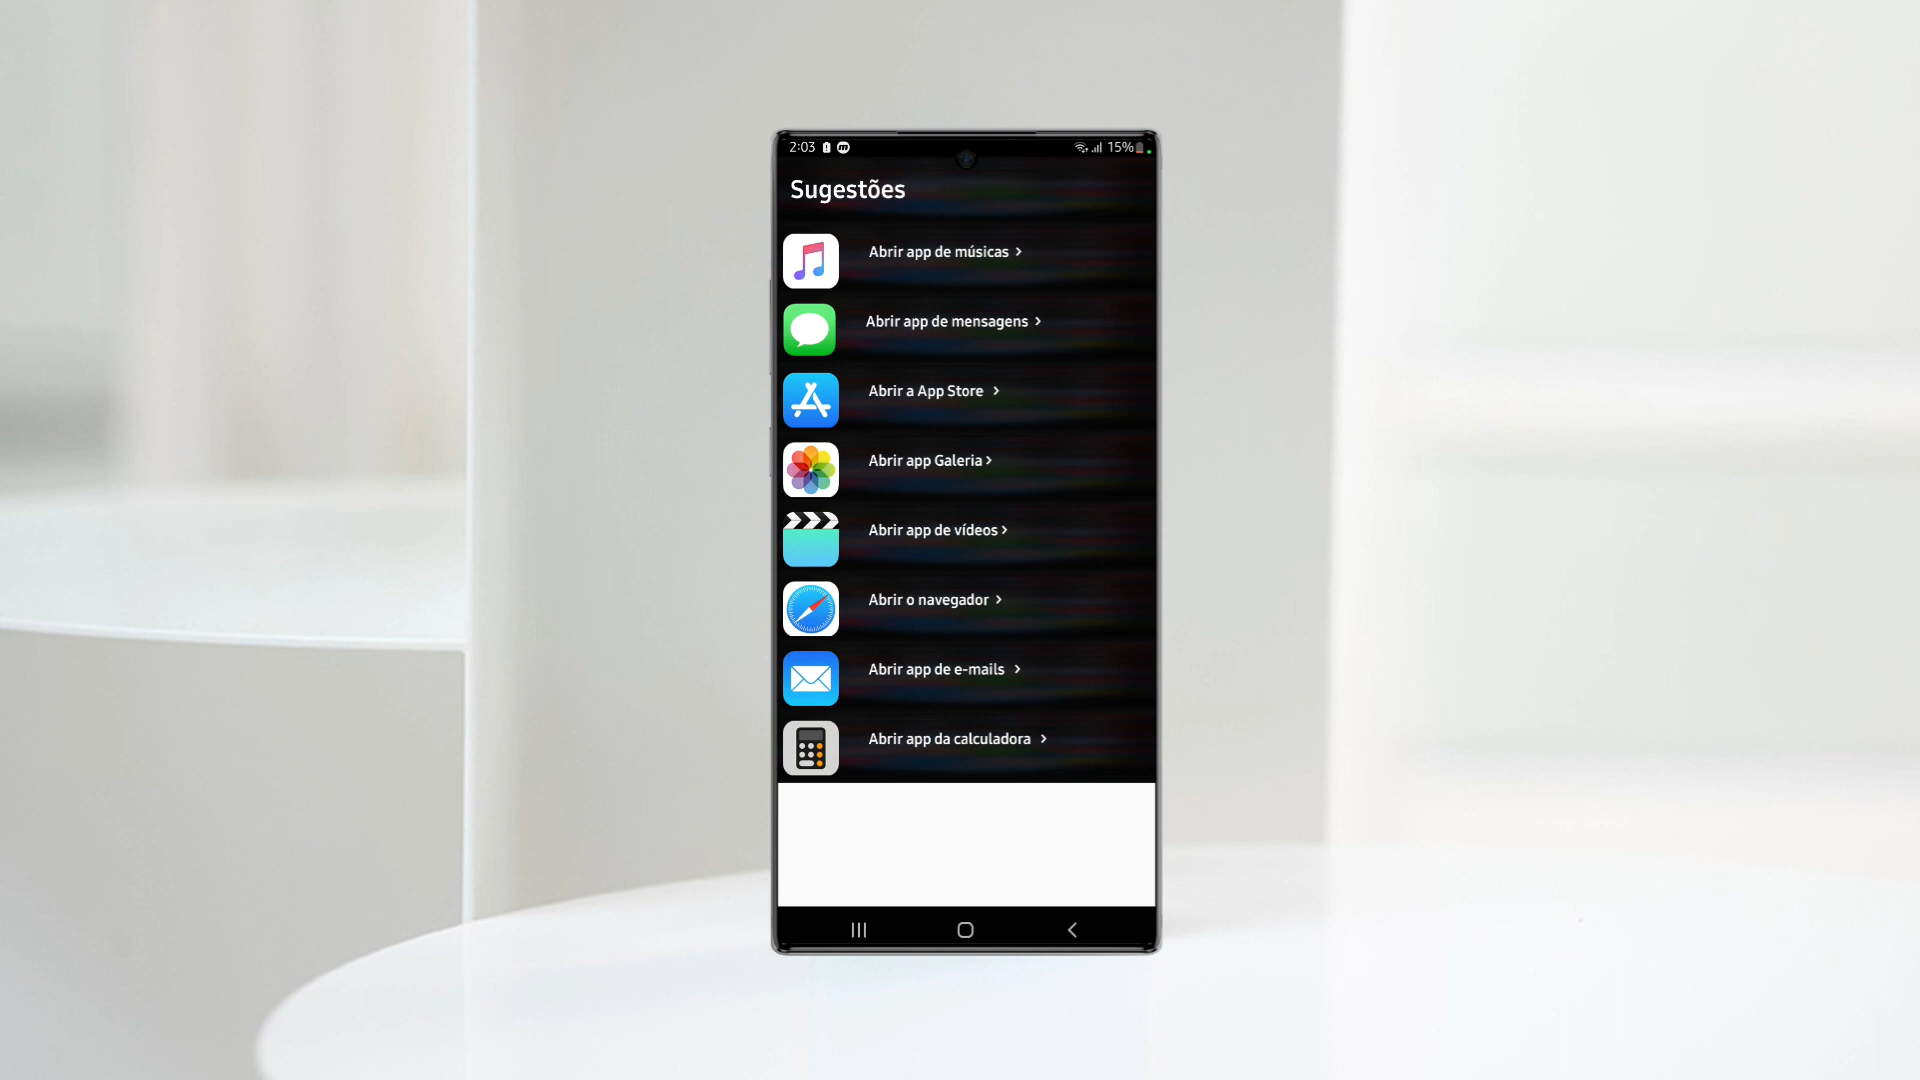 2:03
15%
Sugestões
Abrir app de músicas >
Abrir app de mensagens >
Abrir a App Store >
Abrir app Galeria >
Abrir app de vídeos >
Abrir o navegador >
Abrir app de e-mails >
Abrir app da calculadora >